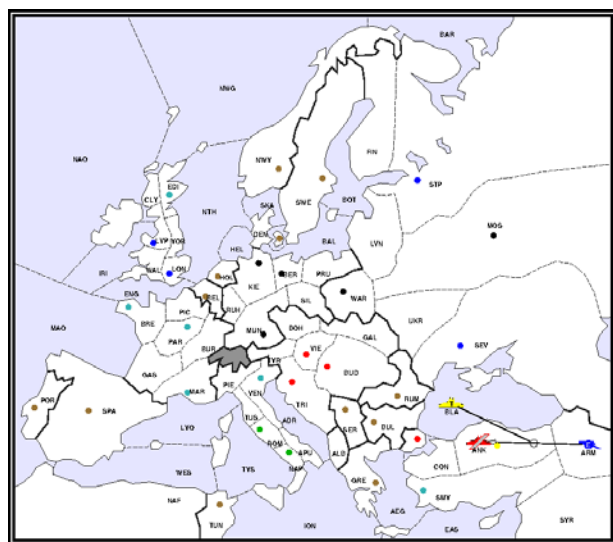 BAR
NWG
NAO
FIN
NWY
EDI
CLY
SWE
STP
BOT
SKA
NTH
MOS
LVP
YOR
DEN
HEL
BAL
LVN
IRI
WAL
LON
HOL
KIE
BER
PRU
WAR
ENG
BEL
RUH
SIL
UKR
PIC
BRE
PAR
MUN
BOH
GAL
MAO
BUR
VIE
SEV
GAS
TYR
BUD
MAR
PIE
VEN
TRI
RUM
POR
SPA
TUS
ADR
SER
BUL
BLA
LYO
ROM
APU
ALB
CON
ANK
ARM
WES
TYS
NAP
GRE
SMY
NAF
TUN
AEG
SYR
ION
EAS